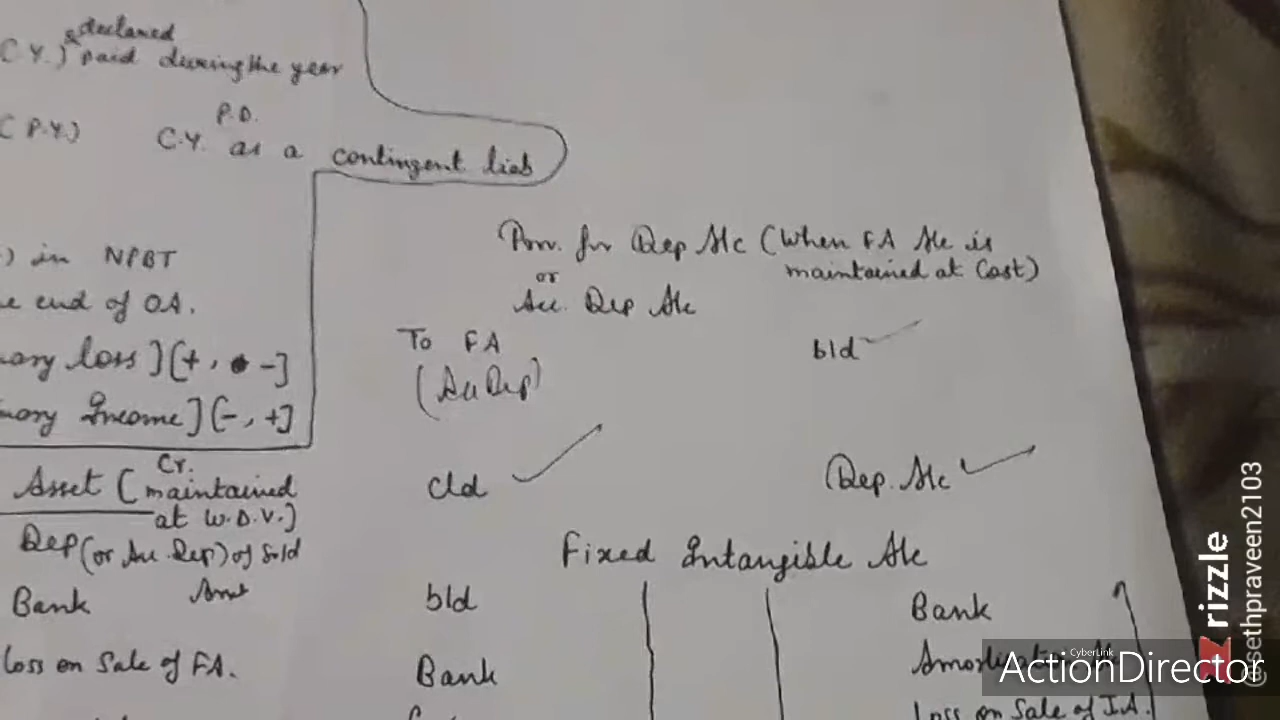 & declared
C.Y.) paid during the year
P.D.
(P.Y.) C.Y. as a contingent liab
) in NPBT
e end of OA.
nary loss] [+, -]
nary Income] [-, +]
Prov. for Dep A/c (When FA A/c is
maintained at Cost)
or
Acc. Dep A/c
To FA
(Acc Dep)
bld
cld
Dep. A/c
Cr.
Asset (maintained
at W.D.V.)
Dep (or Acc. Dep) of Sold
Asset
Bank
loss on Sale of FA.
bld
Bank
Fixed Intangible A/c
Bank
Amortization A/c
loss on Sale of I.A.
CyberLink
ActionDirector
rizzle
@sethpraveen2103